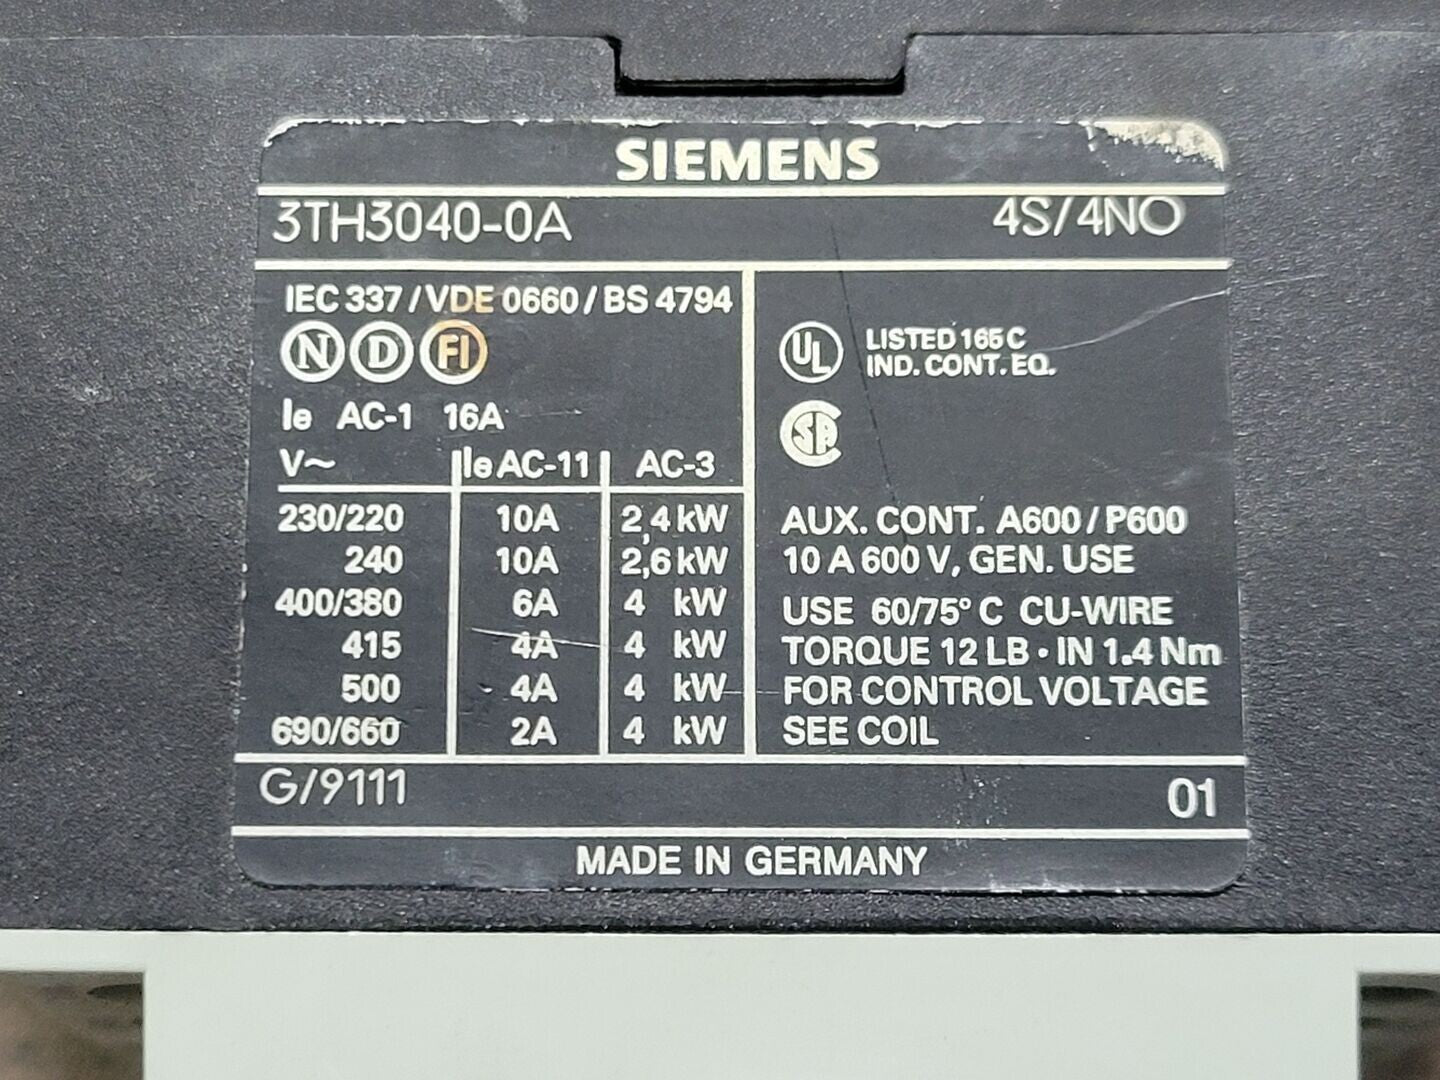 SIEMENS
3TH3040-0A 4S/4NO
IEC 337/VDE 0660/BS 4794
N D FI
Ie AC-1 16A
V~ Ie AC-11 AC-3
230/220 10A 2,4 kW
240 10A 2,6 kW
400/380 6A 4 kW
415 4A 4 kW
500 4A 4 kW
690/660 2A 4 kW
UL LISTED 165 C
IND. CONT. EQ.
SA
AUX. CONT. A600/P600
10 A 600 V, GEN. USE
USE 60/75° C CU-WIRE
TORQUE 12 LB · IN 1.4 Nm
FOR CONTROL VOLTAGE
SEE COIL
G/9111 01
MADE IN GERMANY